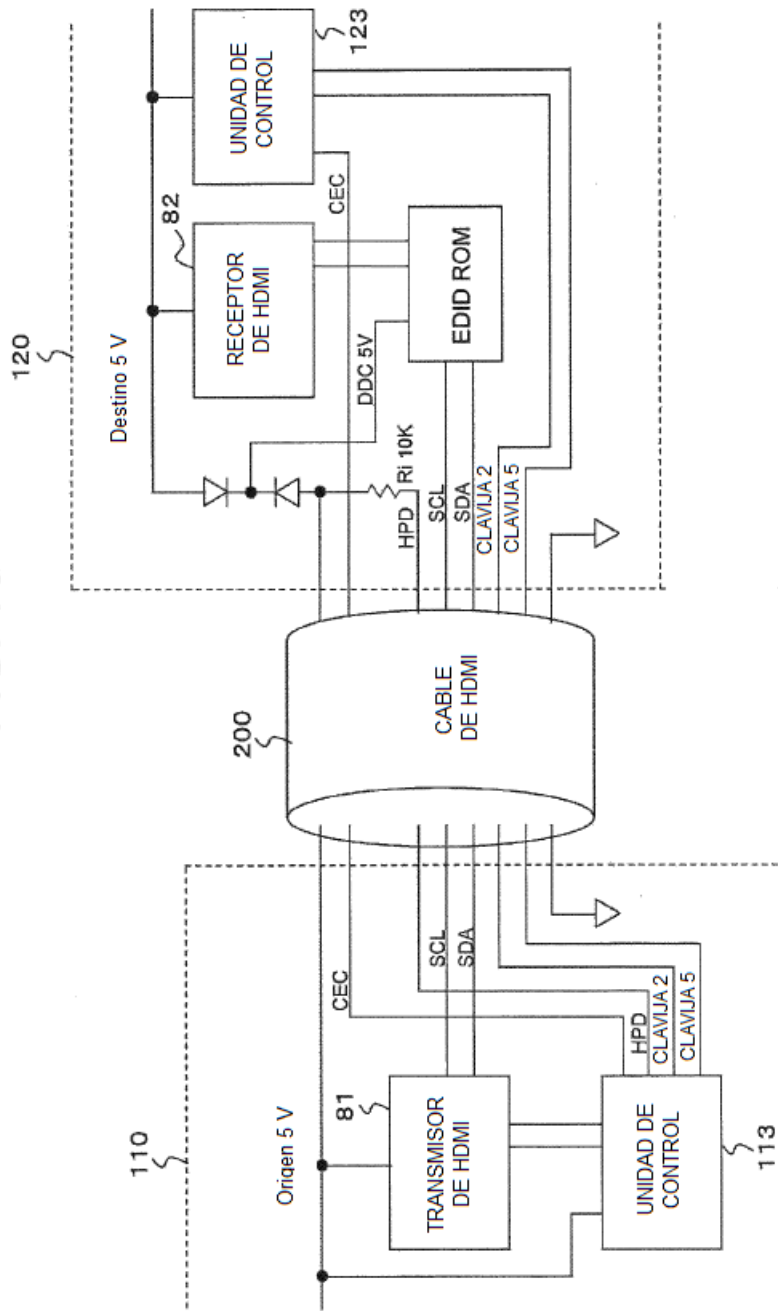 110
Origen 5 V
81
TRANSMISOR
DE HDMI
CEC
SCL
SDA
HPD
CLAVIJA 2
CLAVIJA 5
UNIDAD DE
CONTROL
113
200
CABLE
DE HDMI
120
Destino 5 V
82
RECEPTOR
DE HDMI
123
UNIDAD DE
CONTROL
CEC
DDC 5V
Ri 10K
HPD
SCL
SDA
CLAVIJA 2
CLAVIJA 5
EDID ROM